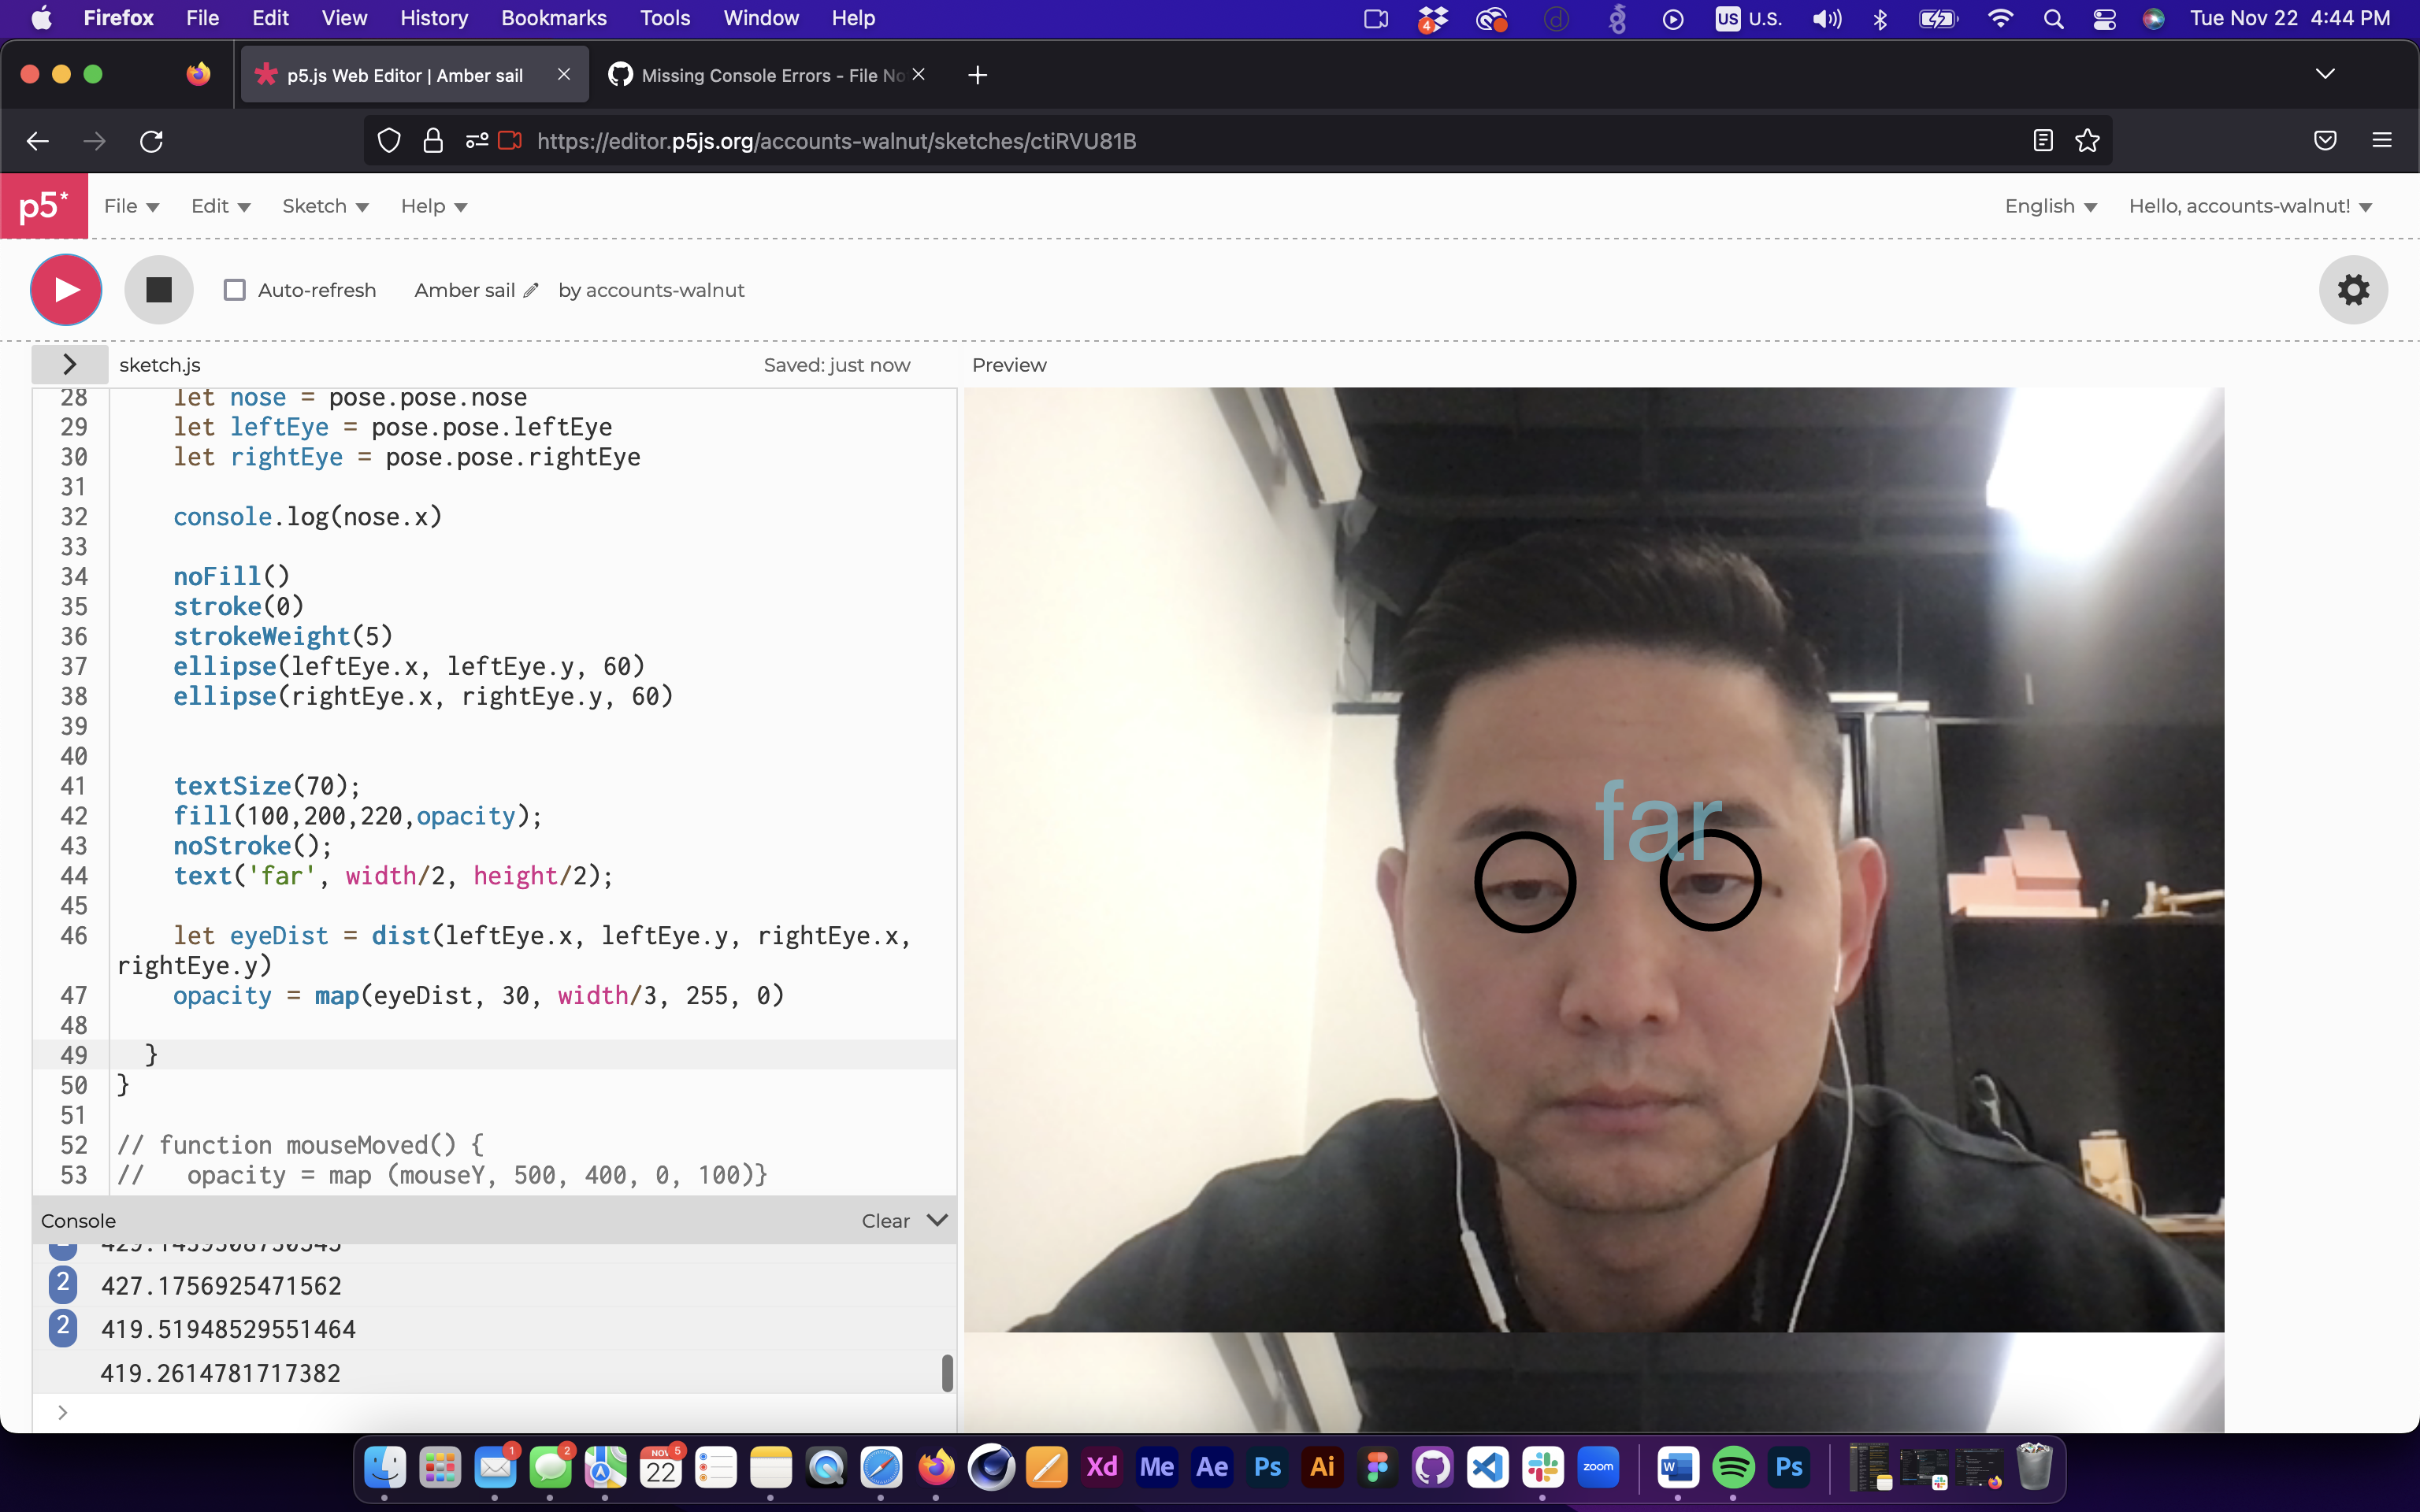 Firefox File Edit View History Bookmarks Tools Window Help 4 US U.S. Tue Nov 22 4:44 PM
p5.js Web Editor | Amber sail Missing Console Errors - File No
https://editor.p5js.org/accounts-walnut/sketches/ctiRVU81B
p5* File Edit Sketch Help English Hello, accounts-walnut!
Auto-refresh Amber sail by accounts-walnut
sketch.js Saved: just now Preview
28 let nose = pose.pose.nose
29 let leftEye = pose.pose.leftEye
30 let rightEye = pose.pose.rightEye
31
32 console.log(nose.x)
33
34 noFill()
35 stroke(0)
36 strokeWeight(5)
37 ellipse(leftEye.x, leftEye.y, 60)
38 ellipse(rightEye.x, rightEye.y, 60)
39
40
41 textSize(70);
42 fill(100,200,220,opacity);
43 noStroke();
44 text('far', width/2, height/2);
45
46 let eyeDist = dist(leftEye.x, leftEye.y, rightEye.x,
rightEye.y)
47 opacity = map(eyeDist, 30, width/3, 255, 0)
48
49 }
50 }
51
52 // function mouseMoved() {
53 // opacity = map (mouseY, 500, 400, 0, 100)}
far
Console Clear
2 427.1756925471562
2 419.51948529551464
419.2614781717382
>
1 2 NOV 5 22 Xd Me Ae Ps Ai zoom W Ps